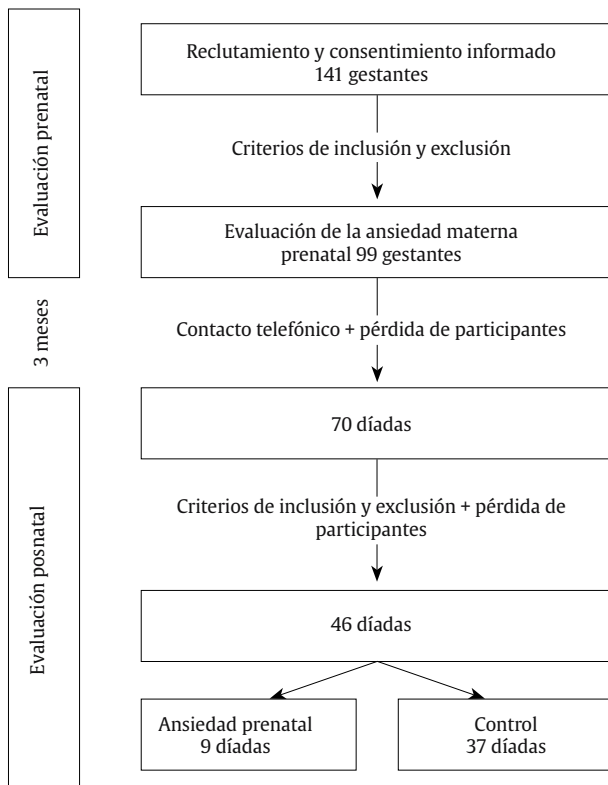 Evaluación prenatal
Reclutamiento y consentimiento informado
141 gestantes
Criterios de inclusión y exclusión
Evaluación de la ansiedad materna
prenatal 99 gestantes
3 meses
Contacto telefónico + pérdida de participantes
Evaluación posnatal
70 díadas
Criterios de inclusión y exclusión + pérdida de
participantes
46 díadas
Ansiedad prenatal
9 díadas
Control
37 díadas